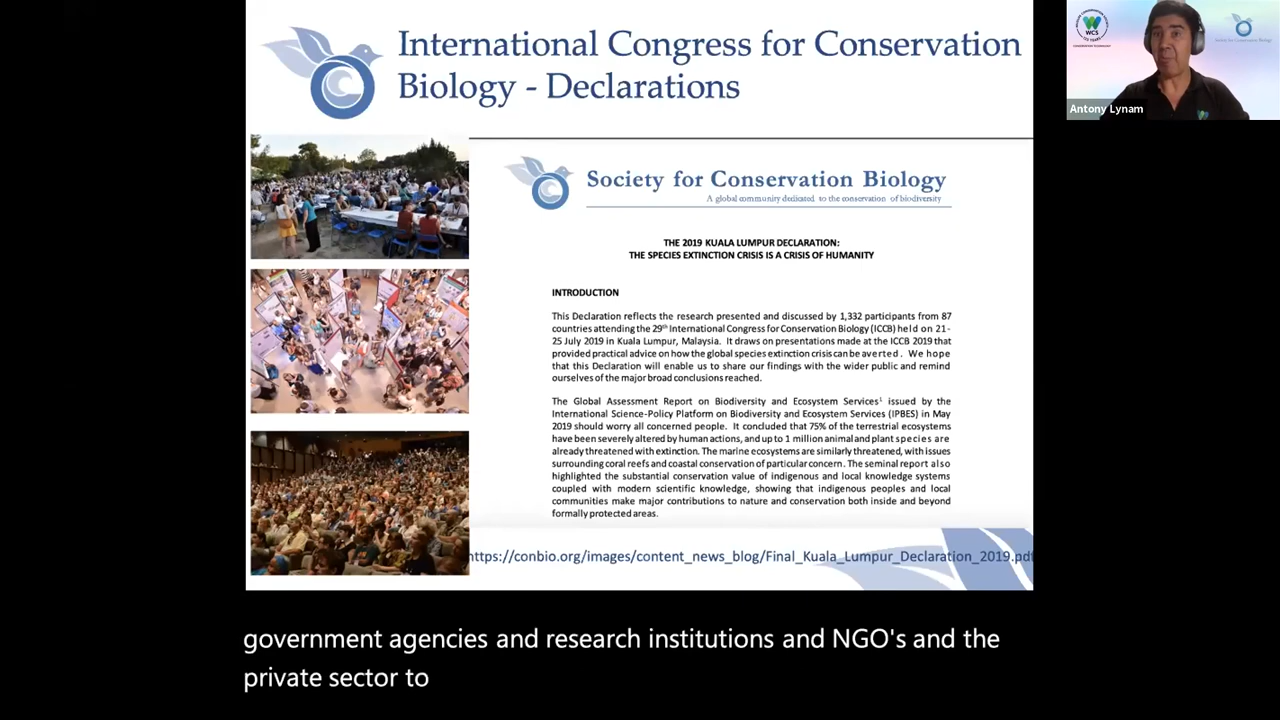 International Congress for Conservation
Biology - Declarations
WCS
Antony Lynam
Society for Conservation Biology
A global community dedicated to the conservation of biodiversity
THE 2019 KUALA LUMPUR DECLARATION:
THE SPECIES EXTINCTION CRISIS IS A CRISIS OF HUMANITY
INTRODUCTION
This Declaration reflects the research presented and discussed by 1,332 participants from 87
countries attending the 29th International Congress for Conservation Biology (ICCB) held on 21-
25 July 2019 in Kuala Lumpur, Malaysia. It draws on presentations made at the ICCB 2019 that
provided practical advice on how the global species extinction crisis can be averted. We hope
that this Declaration will enable us to share our findings with the wider public and remind
ourselves of the major broad conclusions reached.
The Global Assessment Report on Biodiversity and Ecosystem Services¹ issued by the
International Science-Policy Platform on Biodiversity and Ecosystem Services (IPBES) in May
2019 should worry all concerned people. It concluded that 75% of the terrestrial ecosystems
have been severely altered by human actions, and up to 1 million animal and plant species are
already threatened with extinction. The marine ecosystems are similarly threatened, with issues
surrounding coral reefs and coastal conservation of particular concern. The seminal report also
highlighted the substantial conservation value of indigenous and local knowledge systems
coupled with modern scientific knowledge, showing that indigenous peoples and local
communities make major contributions to nature and conservation both inside and beyond
formally protected areas.
https://conbio.org/images/content_news_blog/Final_Kuala_Lumpur_Declaration_2019.pdf
government agencies and research institutions and NGO's and the
private sector to